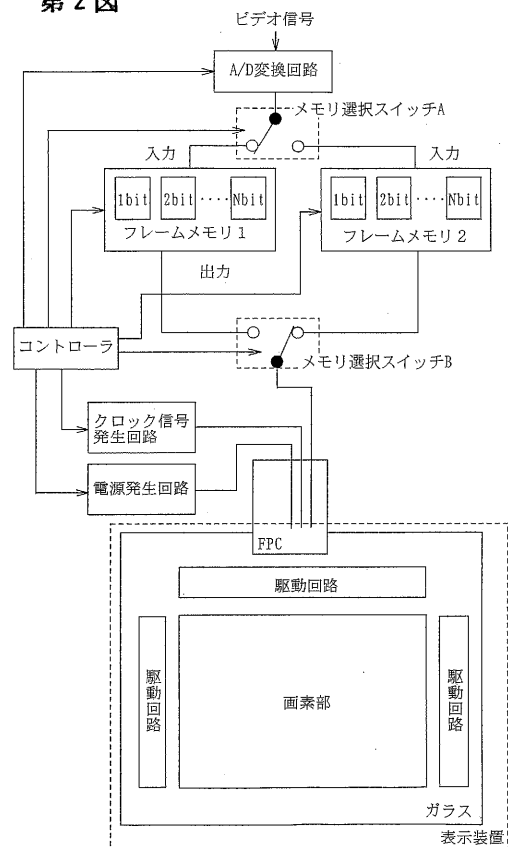 第2図
ビデオ信号
A/D変換回路
メモリ選択スイッチA
入力
入力
1bit 2bit ‥‥ Nbit
フレームメモリ1
1bit 2bit ‥‥ Nbit
フレームメモリ2
出力
コントローラ
メモリ選択スイッチB
クロック信号
発生回路
電源発生回路
FPC
駆動回路
駆動回路
画素部
駆動回路
ガラス
表示装置